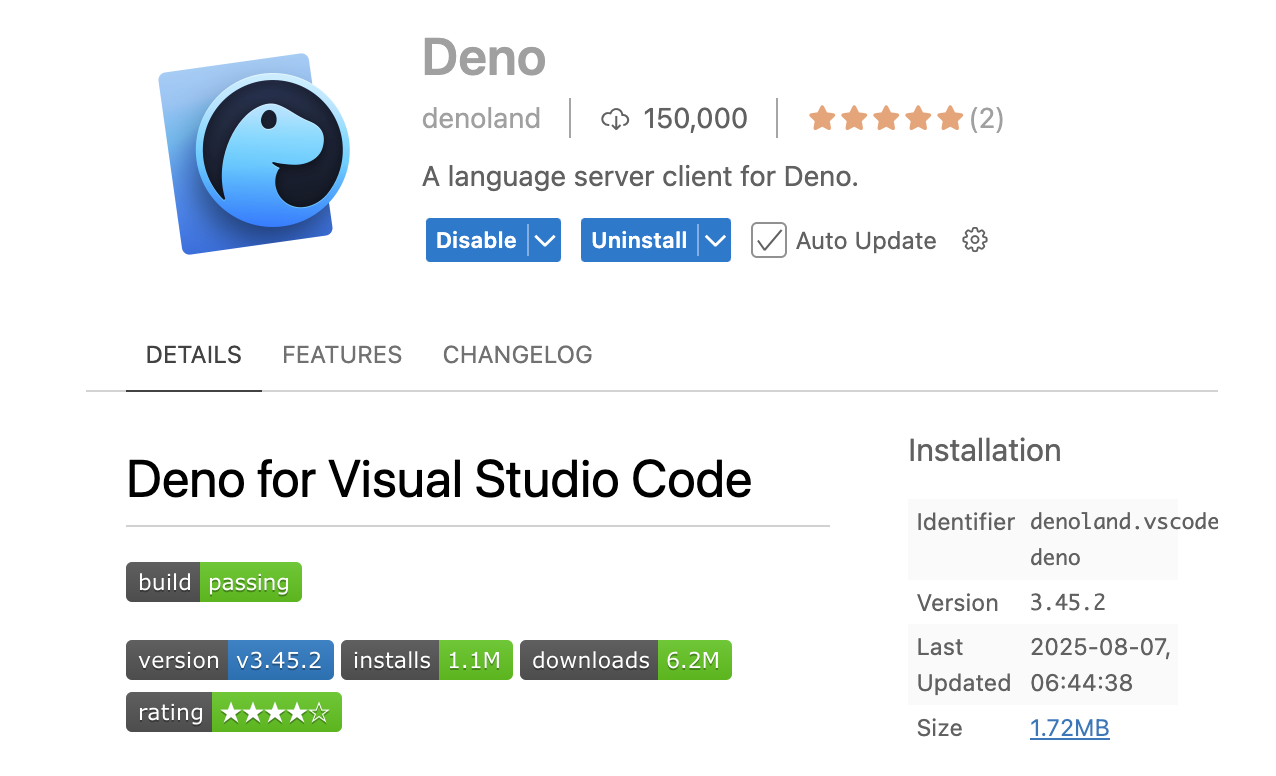 Deno
denoland 150,000 (2)
A language server client for Deno.
Disable Uninstall Auto Update
DETAILS FEATURES CHANGELOG
Deno for Visual Studio Code
build passing
version v3.45.2 installs 1.1M downloads 6.2M
rating ★★★★☆
Installation
Identifier denoland.vscode
deno
Version 3.45.2
Last 2025-08-07,
Updated 06:44:38
Size 1.72MB